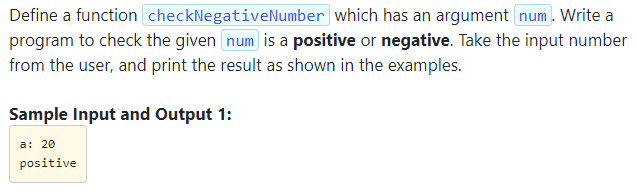 Define a function checkNegativeNumber which has an argument num. Write a
program to check the given num is a positive or negative. Take the input number
from the user, and print the result as shown in the examples.
Sample Input and Output 1:
a: 20
positive